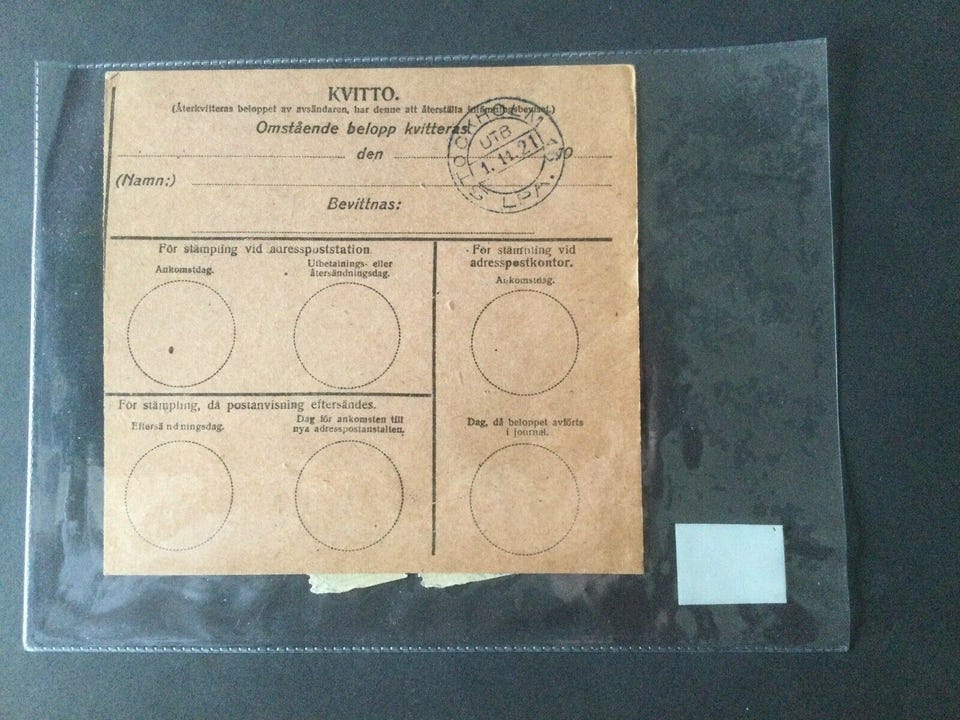 KVITTO.
(Återkvitteras beloppet av avsändaren, har denne att återställa inlämningsbeviset.)
Omstående belopp kvitteras.
den 19
(Namn:)
Bevittnas:
STOCKHOLM
UTB
1.11.21
LPA.
För stämpling vid adresspoststation.
Ankomstdag.
Utbetalnings- eller
återsändningsdag.
För stämpling vid
adresspostkontor.
Ankomstdag.
För stämpling, då postanvisning eftersändes.
Eftersändningsdag.
Dag för ankomsten till
nya adresspostanstalten.
Dag, då beloppet avförts
i journal.